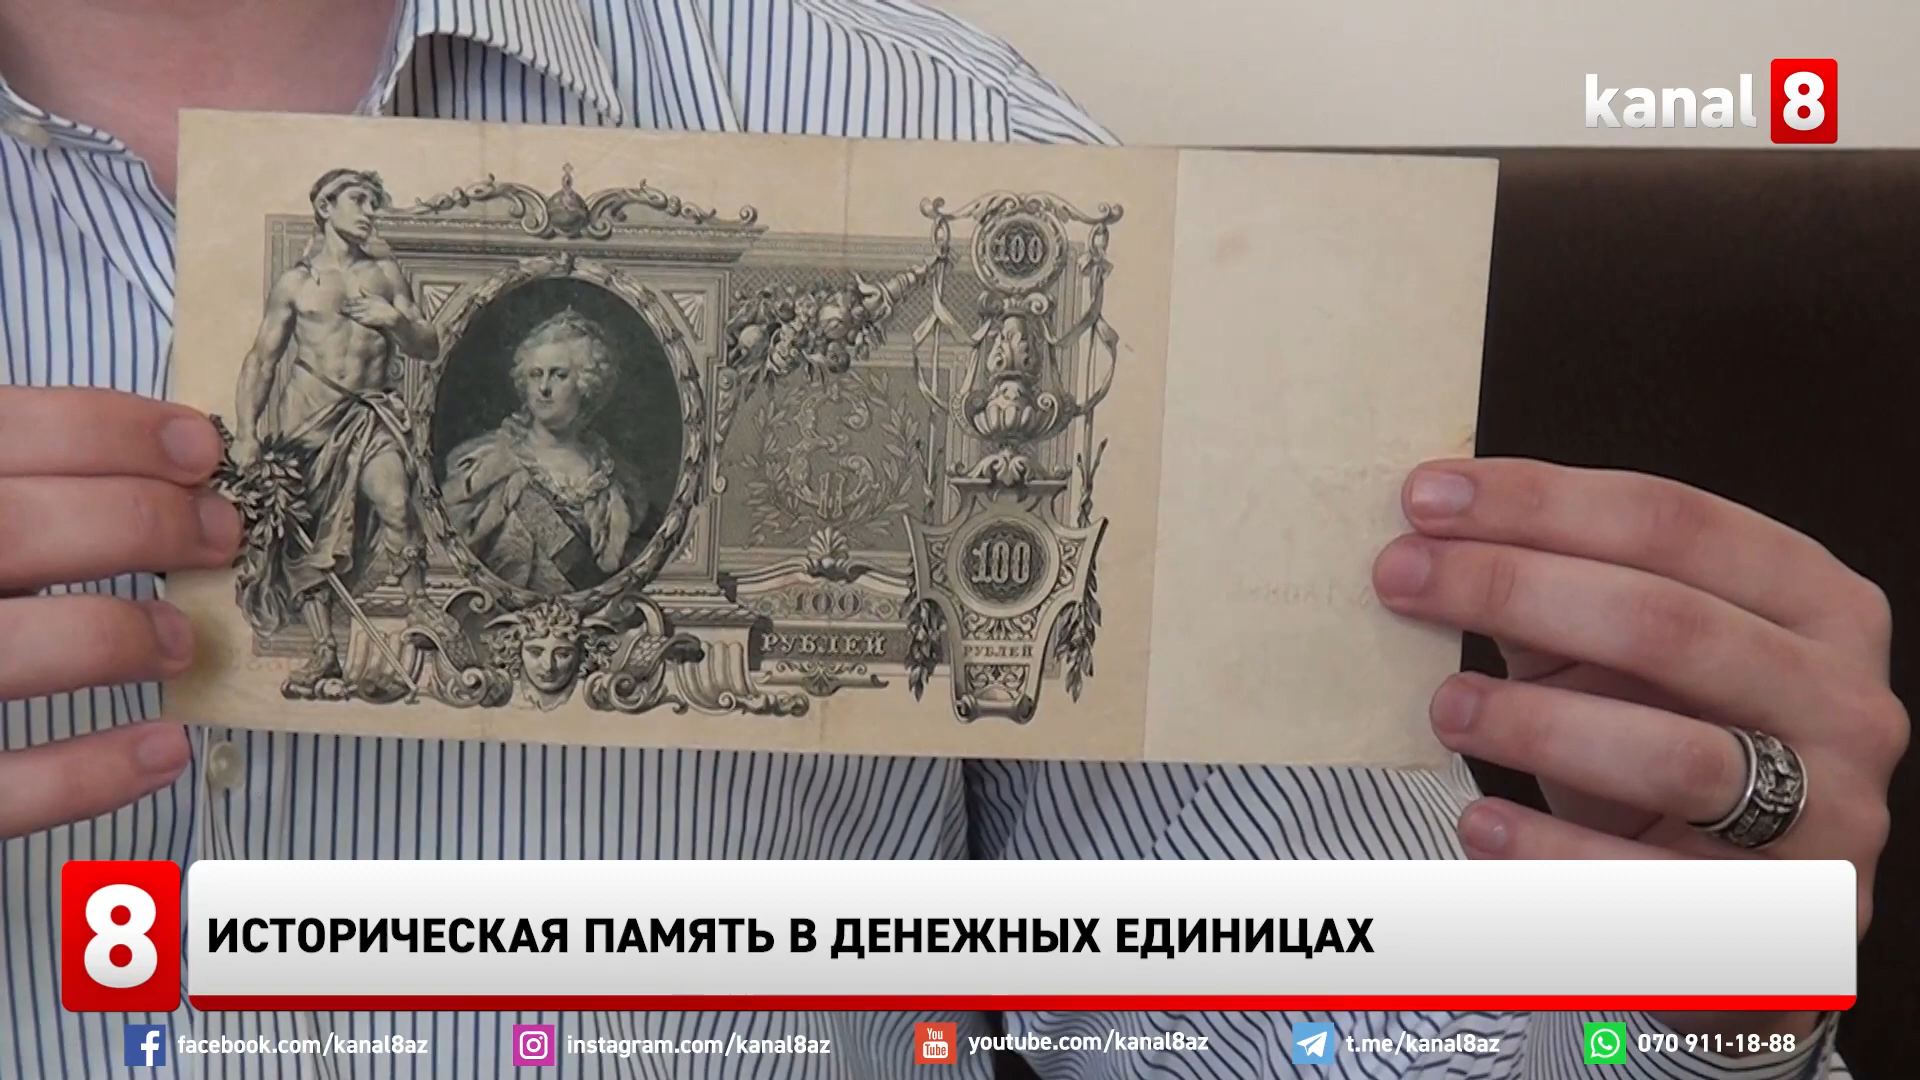 kanal 8
100
100
100
РУБЛЕЙ
РУБЛЕЙ
8 ИСТОРИЧЕСКАЯ ПАМЯТЬ В ДЕНЕЖНЫХ ЕДИНИЦАХ
facebook.com/kanal8az
instagram.com/kanal8az
You
Tube
youtube.com/kanal8az
t.me/kanal8az
070 911-18-88